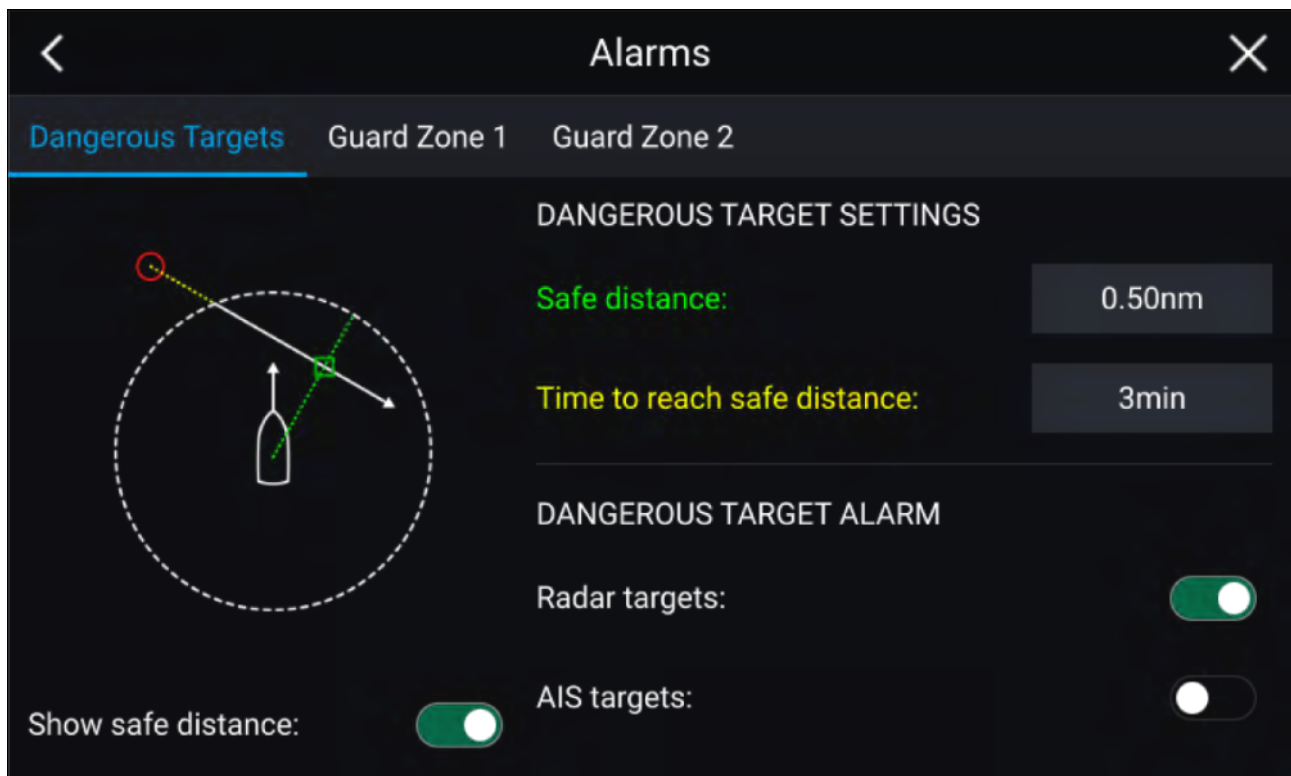 Alarms
Dangerous Targets Guard Zone 1 Guard Zone 2
DANGEROUS TARGET SETTINGS
Safe distance: 0.50nm
Time to reach safe distance: 3min
DANGEROUS TARGET ALARM
Radar targets:
AIS targets:
Show safe distance: